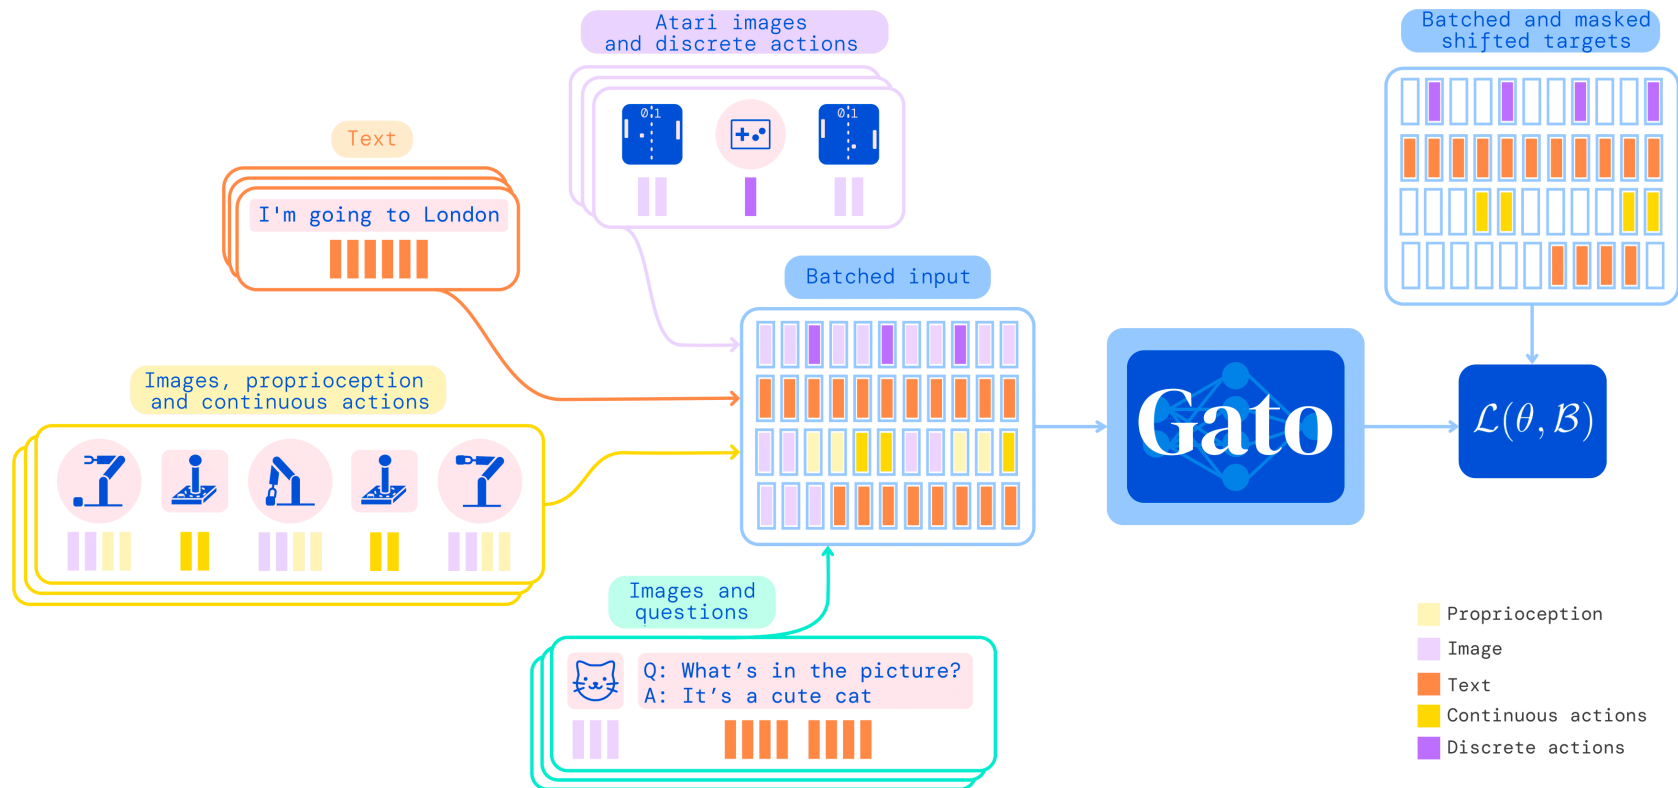 Atari images
and discrete actions
Batched and masked
shifted targets
0 1
0 1
Text
I'm going to London
Batched input
Images, proprioception
and continuous actions
Gato
ℒ(θ, ℬ)
Images and
questions
Q: What's in the picture?
A: It's a cute cat
Proprioception
Image
Text
Continuous actions
Discrete actions